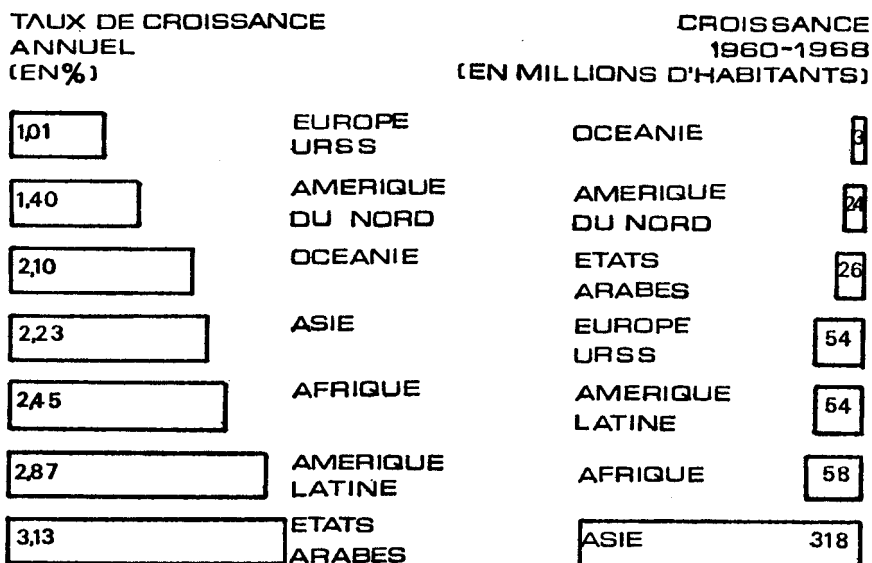 TAUX DE CROISSANCE
ANNUEL
(EN%)
1,01 EUROPE
URSS
1,40 AMERIQUE
DU NORD
2,10 OCEANIE
2,23 ASIE
2,45 AFRIQUE
2,87 AMERIQUE
LATINE
3,13 ETATS
ARABES
CROISSANCE
1960-1968
(EN MILLIONS D'HABITANTS)
OCEANIE 3
AMERIQUE
DU NORD 24
ETATS
ARABES 26
EUROPE
URSS 54
AMERIQUE
LATINE 54
AFRIQUE 58
ASIE 318